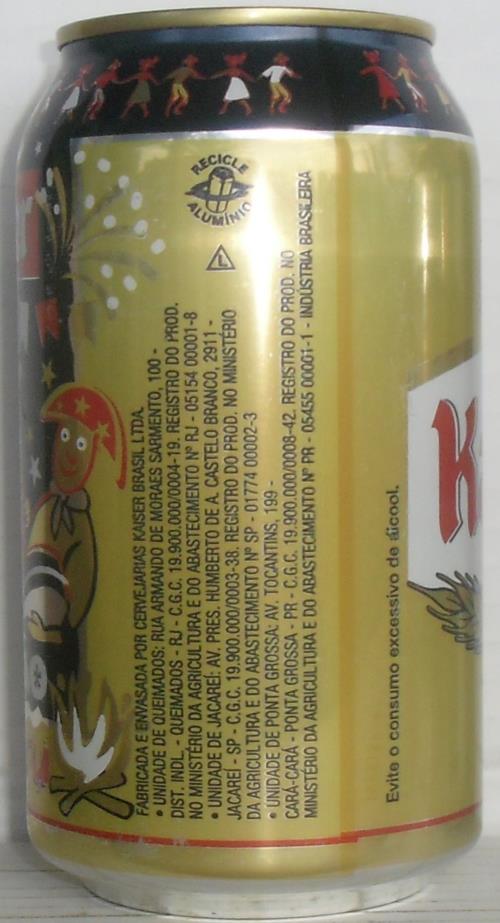 RECICLE
ALUMÍNIO
L
FABRICADA E ENVASADA POR CERVEJARIAS KAISER BRASIL LTDA.
• UNIDADE DE QUEIMADOS: RUA ARMANDO DE MORAES SARMENTO, 100 -
DIST. INDL. - QUEIMADOS - RJ - C.G.C. 19.900.000/0004-19. REGISTRO DO PROD.
NO MINISTÉRIO DA AGRICULTURA E DO ABASTECIMENTO Nº RJ - 05154 00001-8
• UNIDADE DE JACAREÍ: AV. PRES. HUMBERTO DE A. CASTELO BRANCO, 2911 -
JACAREÍ - SP - C.G.C. 19.900.000/0003-38. REGISTRO DO PROD. NO MINISTÉRIO
DA AGRICULTURA E DO ABASTECIMENTO Nº SP - 01774 00002-3
• UNIDADE DE PONTA GROSSA: AV. TOCANTINS, 199 -
CARÁ-CARÁ - PONTA GROSSA - PR - C.G.C. 19.900.000/0008-42. REGISTRO DO PROD. NO
MINISTÉRIO DA AGRICULTURA E DO ABASTECIMENTO Nº PR - 05455 00001-1 - INDÚSTRIA BRASILEIRA
Evite o consumo excessivo de álcool.
K